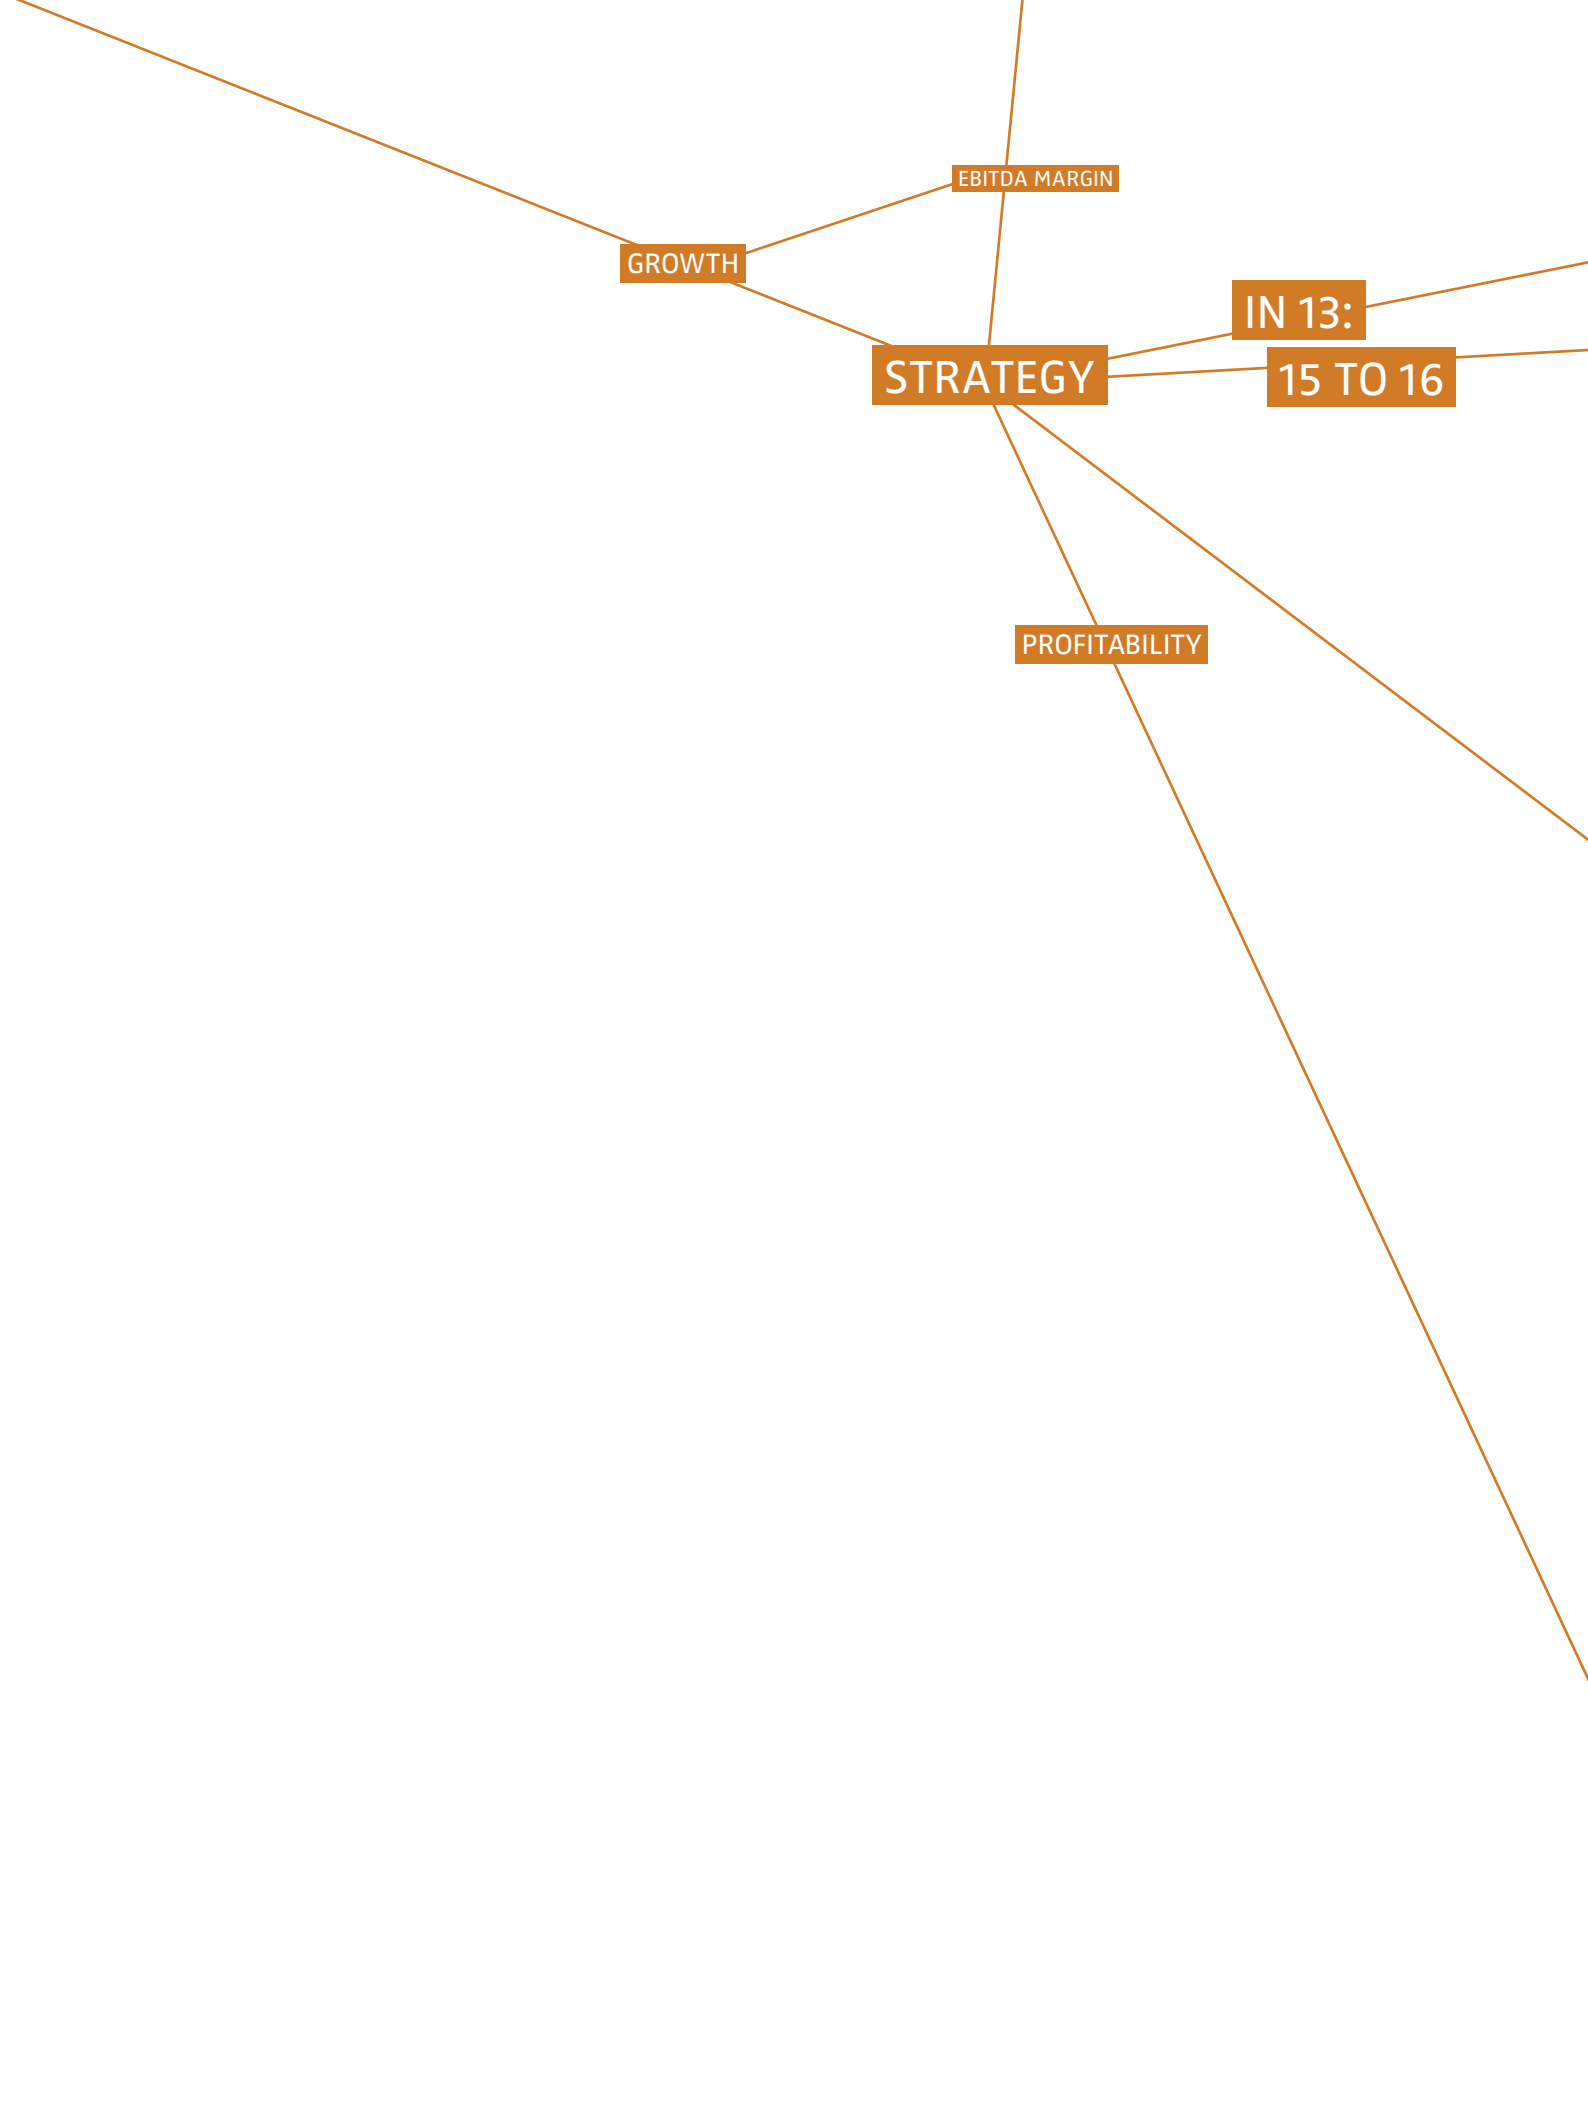 EBITDA MARGIN
GROWTH
IN 13:
STRATEGY
15 TO 16
PROFITABILITY